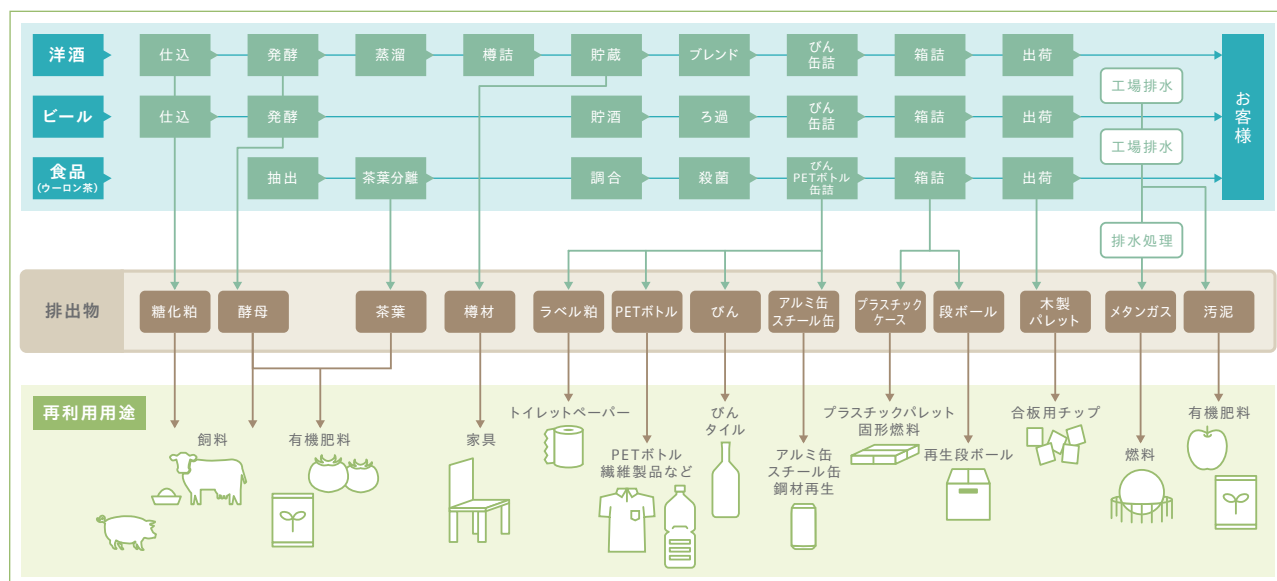 洋酒
仕込
発酵
蒸溜
樽詰
貯蔵
ブレンド
びん
缶詰
箱詰
出荷
工場排水
お客様
ビール
仕込
発酵
貯酒
ろ過
びん
缶詰
箱詰
出荷
工場排水
食品
(ウーロン茶)
抽出
茶葉分離
調合
殺菌
びん
PETボトル
缶詰
箱詰
出荷
排水処理
排出物
糖化粕
酵母
茶葉
樽材
ラベル粕
PETボトル
びん
アルミ缶
スチール缶
プラスチック
ケース
段ボール
木製
パレット
メタンガス
汚泥
再利用用途
飼料
有機肥料
家具
トイレットペーパー
PETボトル
繊維製品など
びん
タイル
アルミ缶
スチール缶
鋼材再生
プラスチックパレット
固形燃料
再生段ボール
合板用チップ
燃料
有機肥料